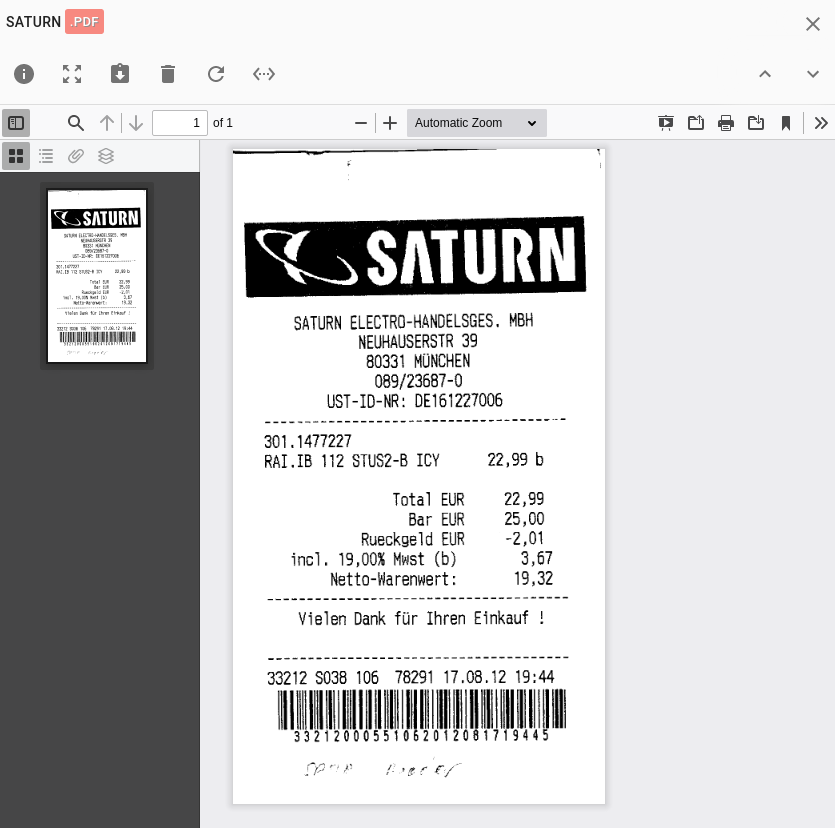 SATURN .PDF
1 of 1 Automatic Zoom
SATURN
SATURN ELECTRO-HANDELSGES. MBH
NEUHAUSERSTR 39
80331 MÜNCHEN
089/23687-0
UST-ID-NR: DE161227006
301.1477227
RAI.IB 112 STUS2-B ICY 22,99 b
Total EUR 22,99
Bar EUR 25,00
Rueckgeld EUR -2,01
incl. 19,00% Mwst (b) 3,67
Netto-Warenwert: 19,32
Vielen Dank für Ihren Einkauf !
33212 S038 106 78291 17.08.12 19:44
33212000551062012081719445